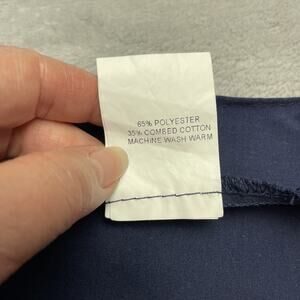 65% POLYESTER
35% COMBED COTTON
MACHINE WASH WARM